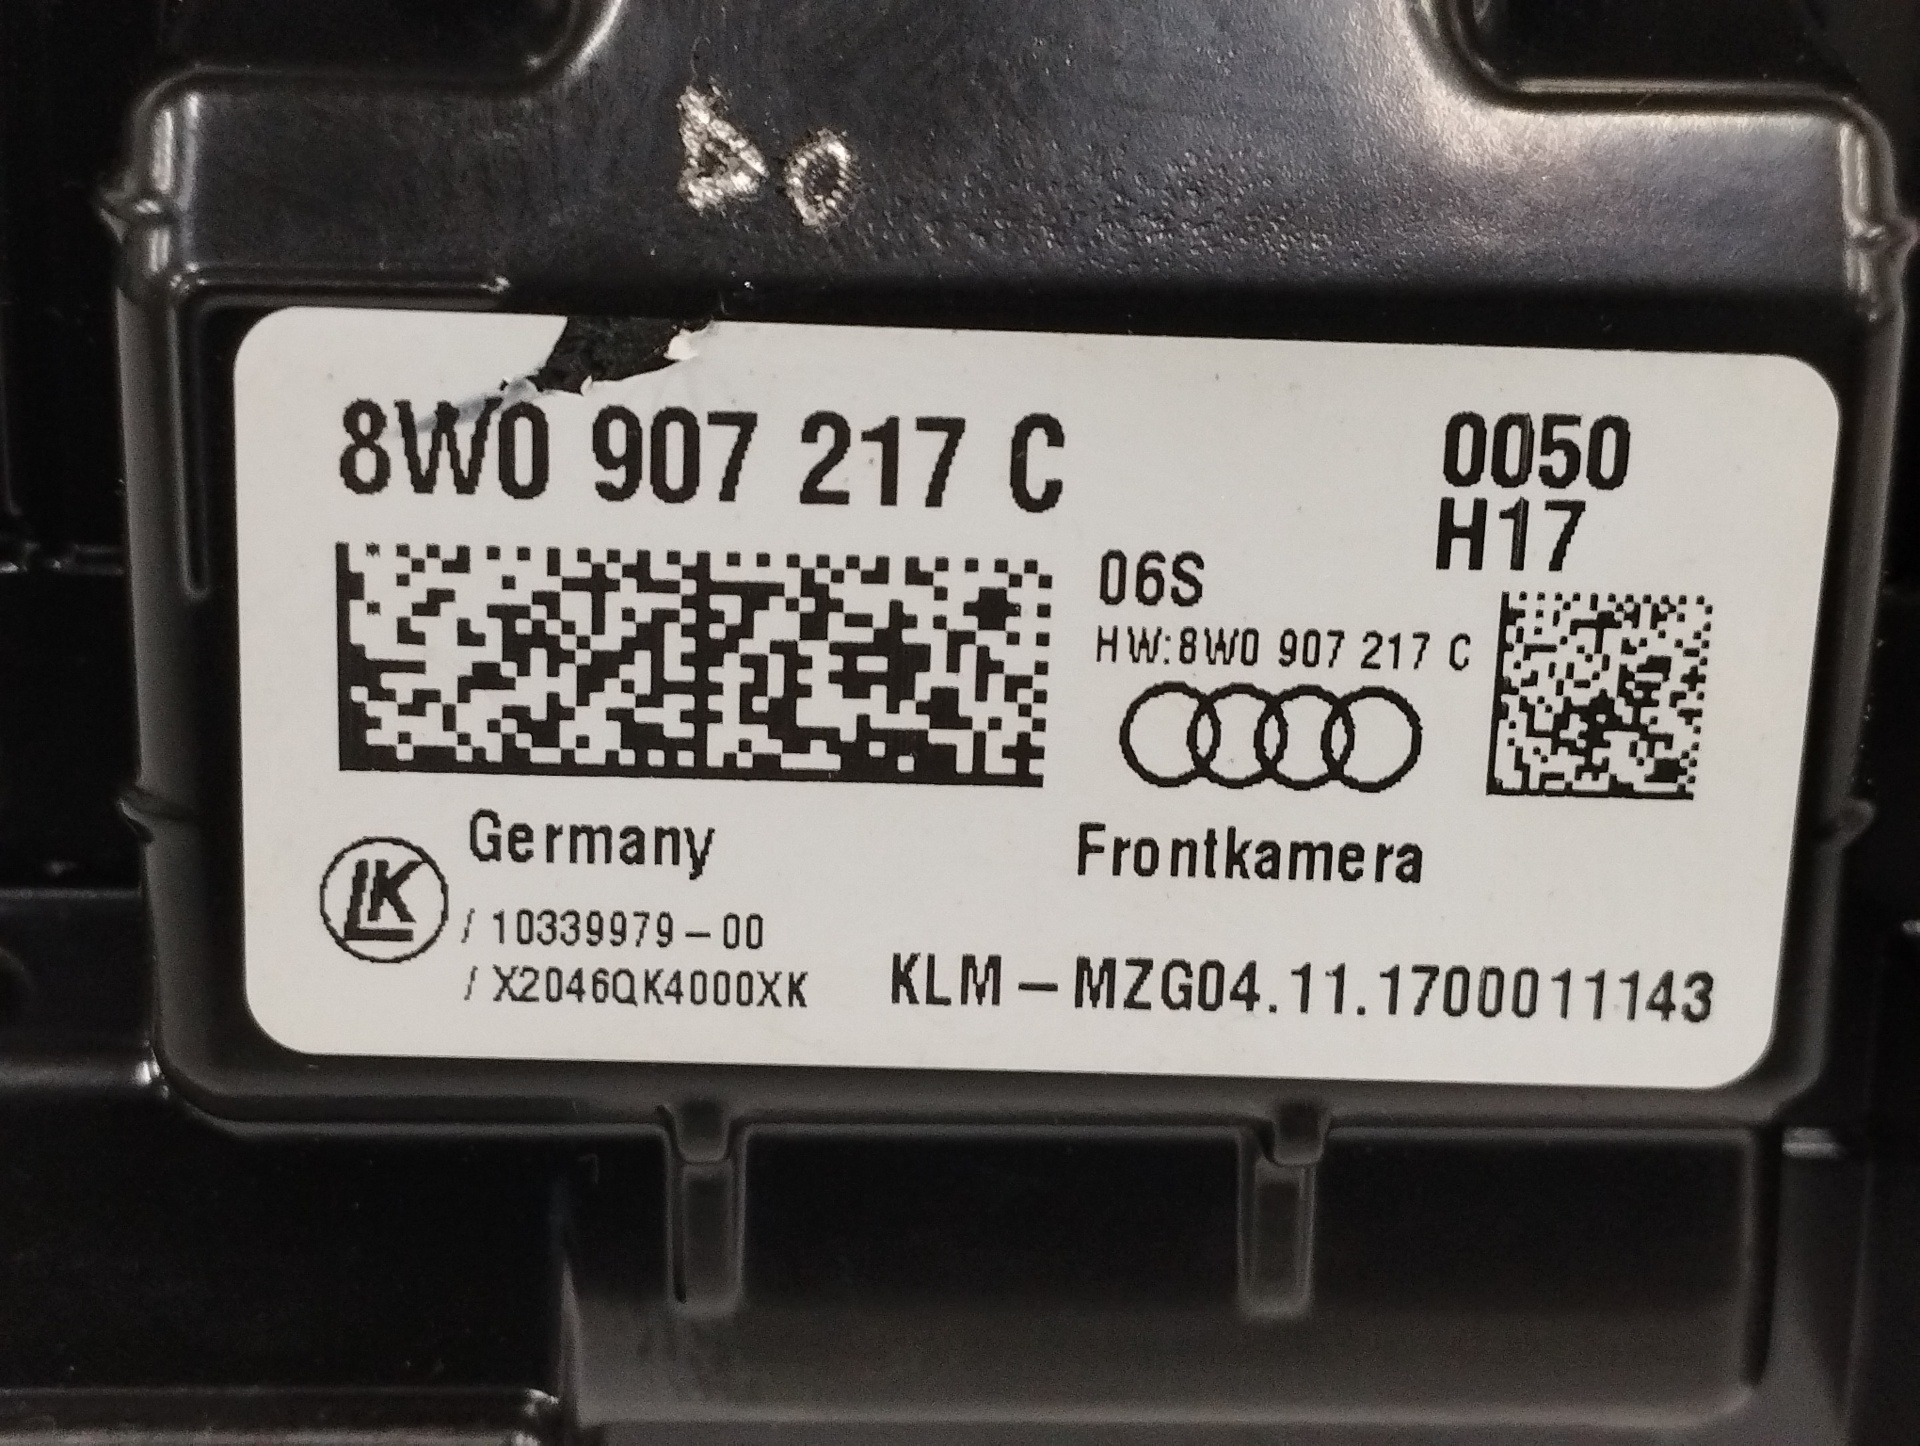 8W0 907 217 C
0050
H17
06S
HW:8W0 907 217 C
Germany
Frontkamera
LK
/ 10339979-00
/ X2046QK4000XK
KLM-MZG04.11.1700011143